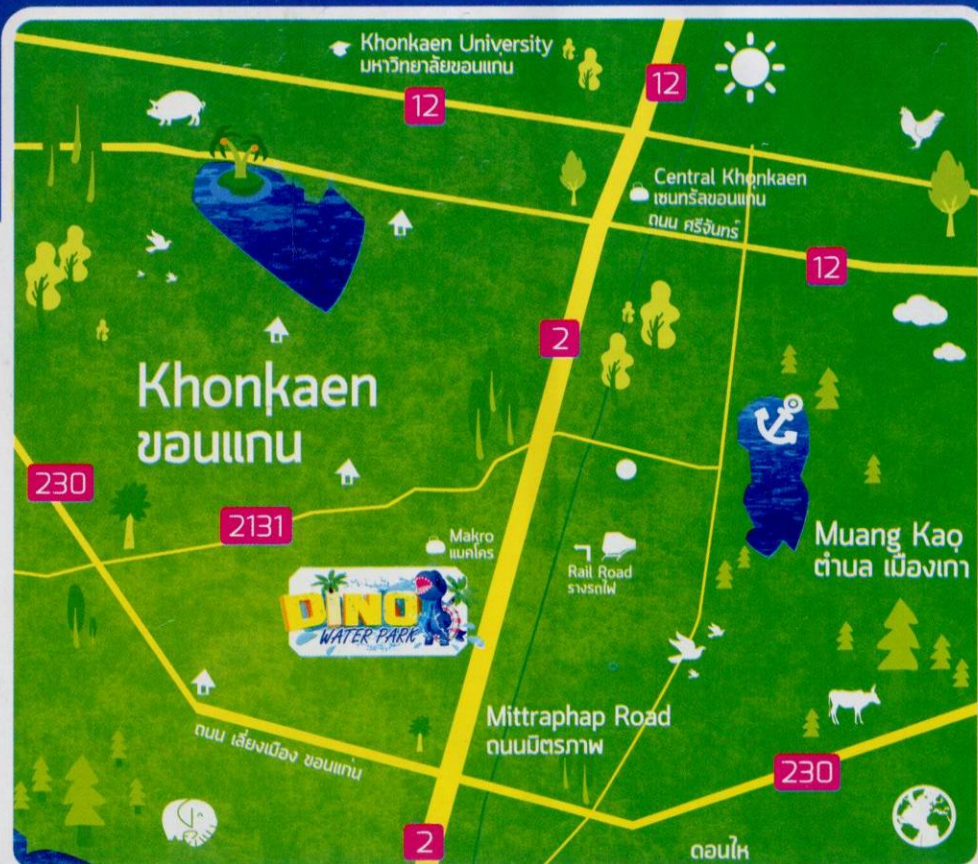 Khonkaen University
มหาวิทยาลัยขอนแก่น
12
12
Central Khonkaen
เซนทรัลขอนแก่น
ถนน ศรีจันทร์
12
2
Khonkaen
ขอนแก่น
230
2131
Makro
แมคโคร
Rail Road
รางรถไฟ
Muang Kao
ตำบล เมืองเก่า
DINO
WATER PARK
Mittraphap Road
ถนนมิตรภาพ
ถนน เลี่ยงเมือง ขอนแก่น
230
2
ดอนไห